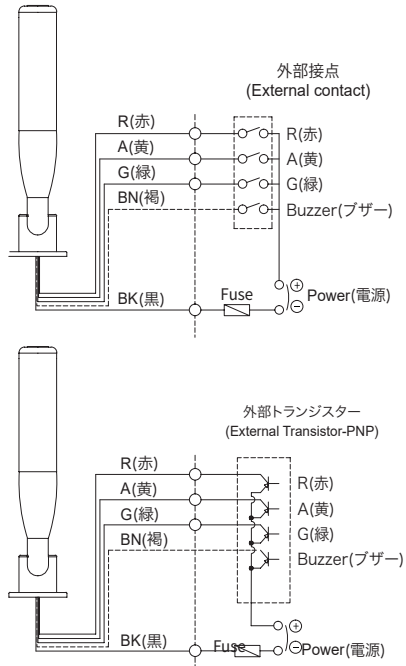 外部接点
(External contact)
R(赤) R(赤)
A(黄) A(黄)
G(緑) G(緑)
BN(褐) Buzzer(ブザー)
BK(黒) Fuse ⊕ ⊖ Power(電源)
外部トランジスター
(External Transistor-PNP)
R(赤) R(赤)
A(黄) A(黄)
G(緑) G(緑)
BN(褐) Buzzer(ブザー)
BK(黒) Fuse ⊕ ⊖ Power(電源)